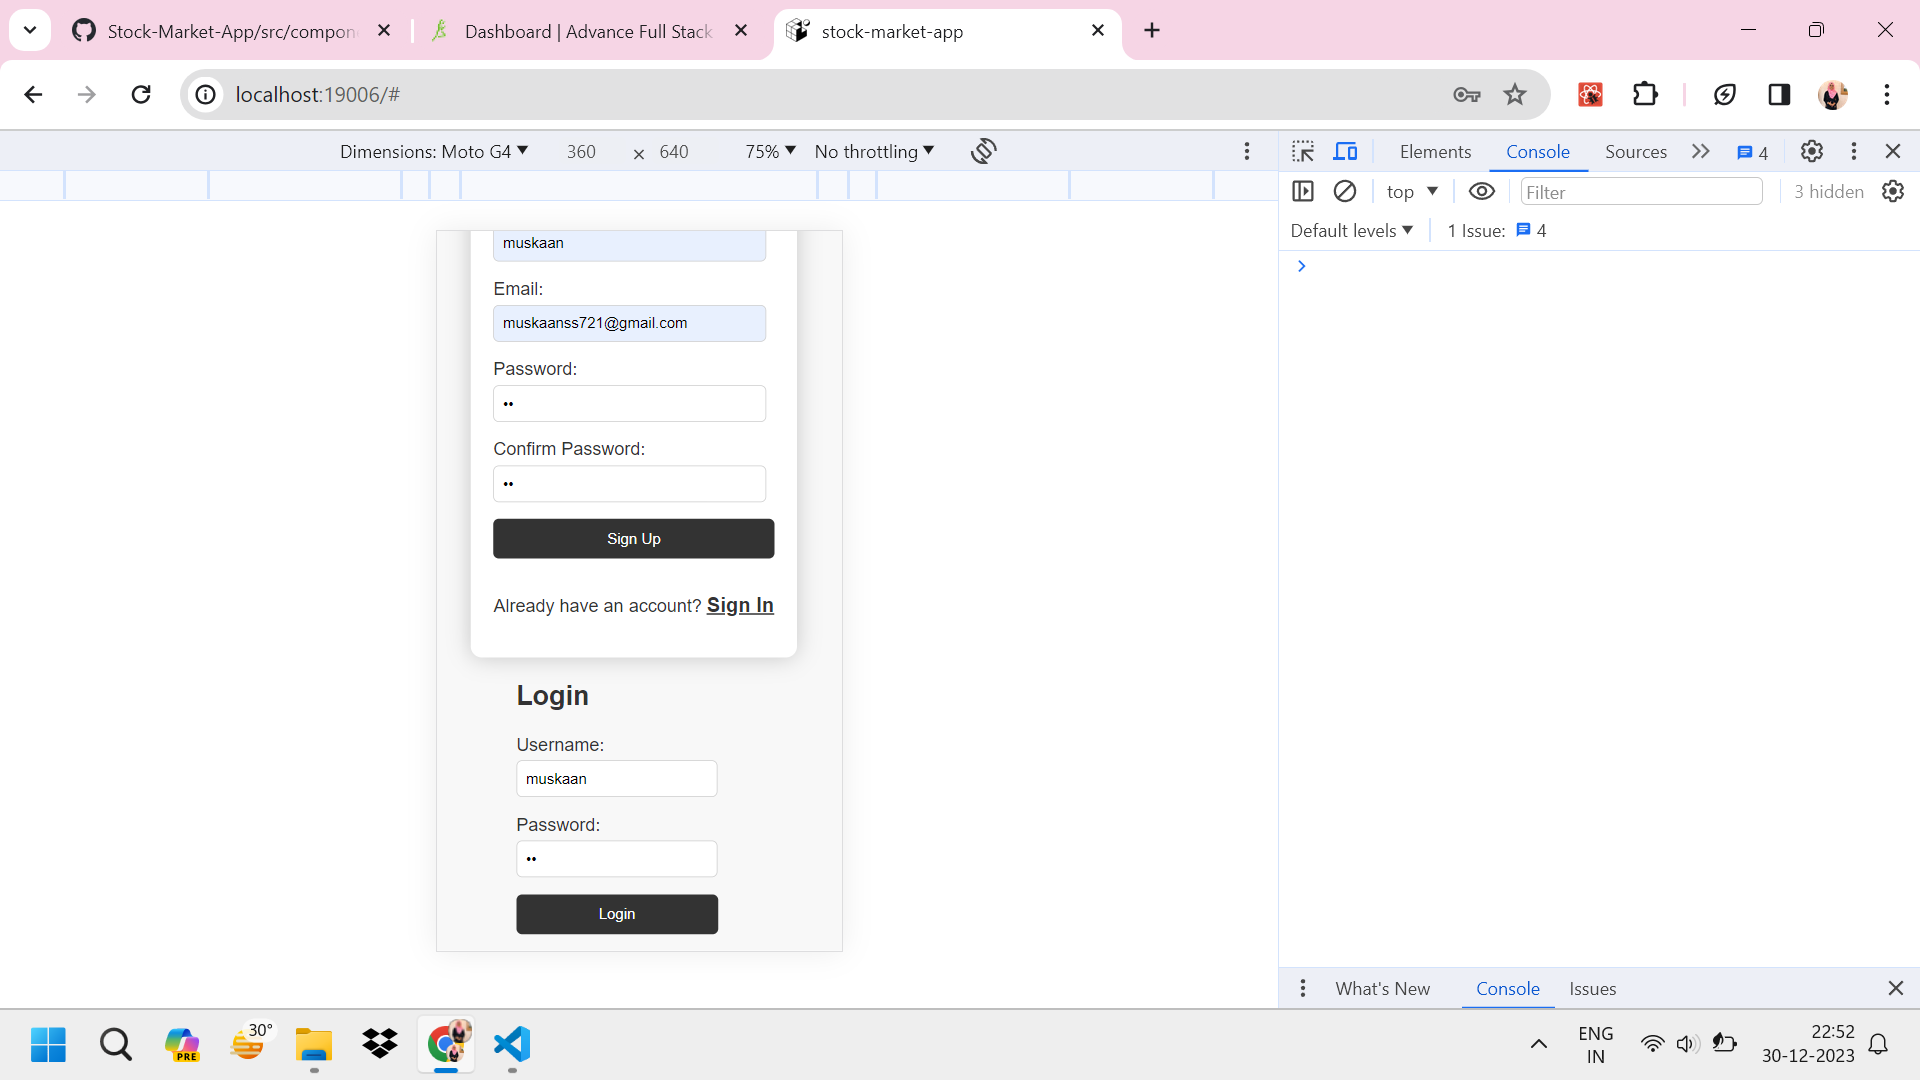 Stock-Market-App/src/compon
Dashboard | Advance Full Stack
stock-market-app
localhost:19006/#
Dimensions: Moto G4 360 × 640 75% No throttling
Elements Console Sources 4
top Filter 3 hidden
Default levels 1 Issue: 4
muskaan
Email:
muskaanss721@gmail.com
Password:
••
Confirm Password:
••
Sign Up
Already have an account? Sign In
Login
Username:
muskaan
Password:
••
Login
What's New Console Issues
PRE
30°
ENG
IN
22:52
30-12-2023